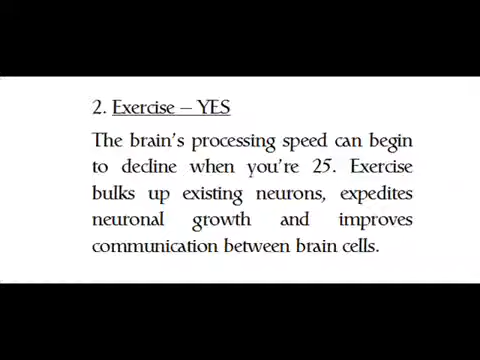 2. Exercise – YES
The brain's processing speed can begin
to decline when you're 25. Exercise
bulks up existing neurons, expedites
neuronal growth and improves
communication between brain cells.